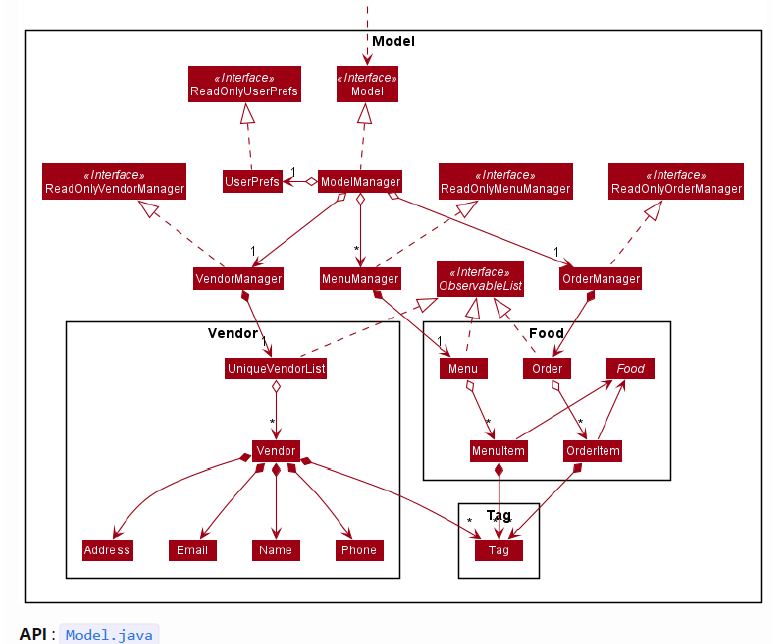 Model
«Interface»
ReadOnlyUserPrefs
«Interface»
Model
UserPrefs
1
ModelManager
«Interface»
ReadOnlyVendorManager
«Interface»
ReadOnlyMenuManager
«Interface»
ReadOnlyOrderManager
1
*
1
VendorManager
MenuManager
«Interface»
ObservableList
OrderManager
Vendor
Food
1
1
UniqueVendorList
Menu
Order
Food
*
*
*
Vendor
MenuItem
OrderItem
Tag
*
*
*
Address
Email
Name
Phone
Tag
API : Model.java